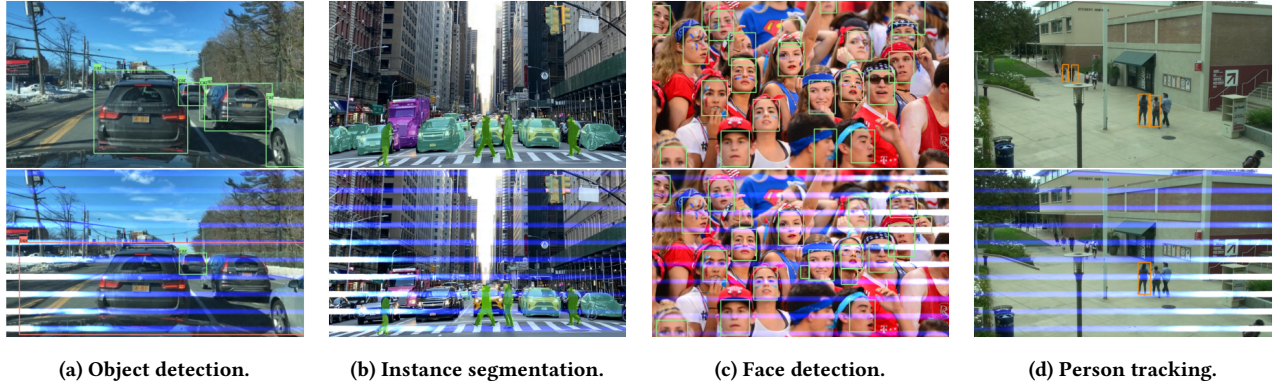 (a) Object detection.
(b) Instance segmentation.
(c) Face detection.
(d) Person tracking.